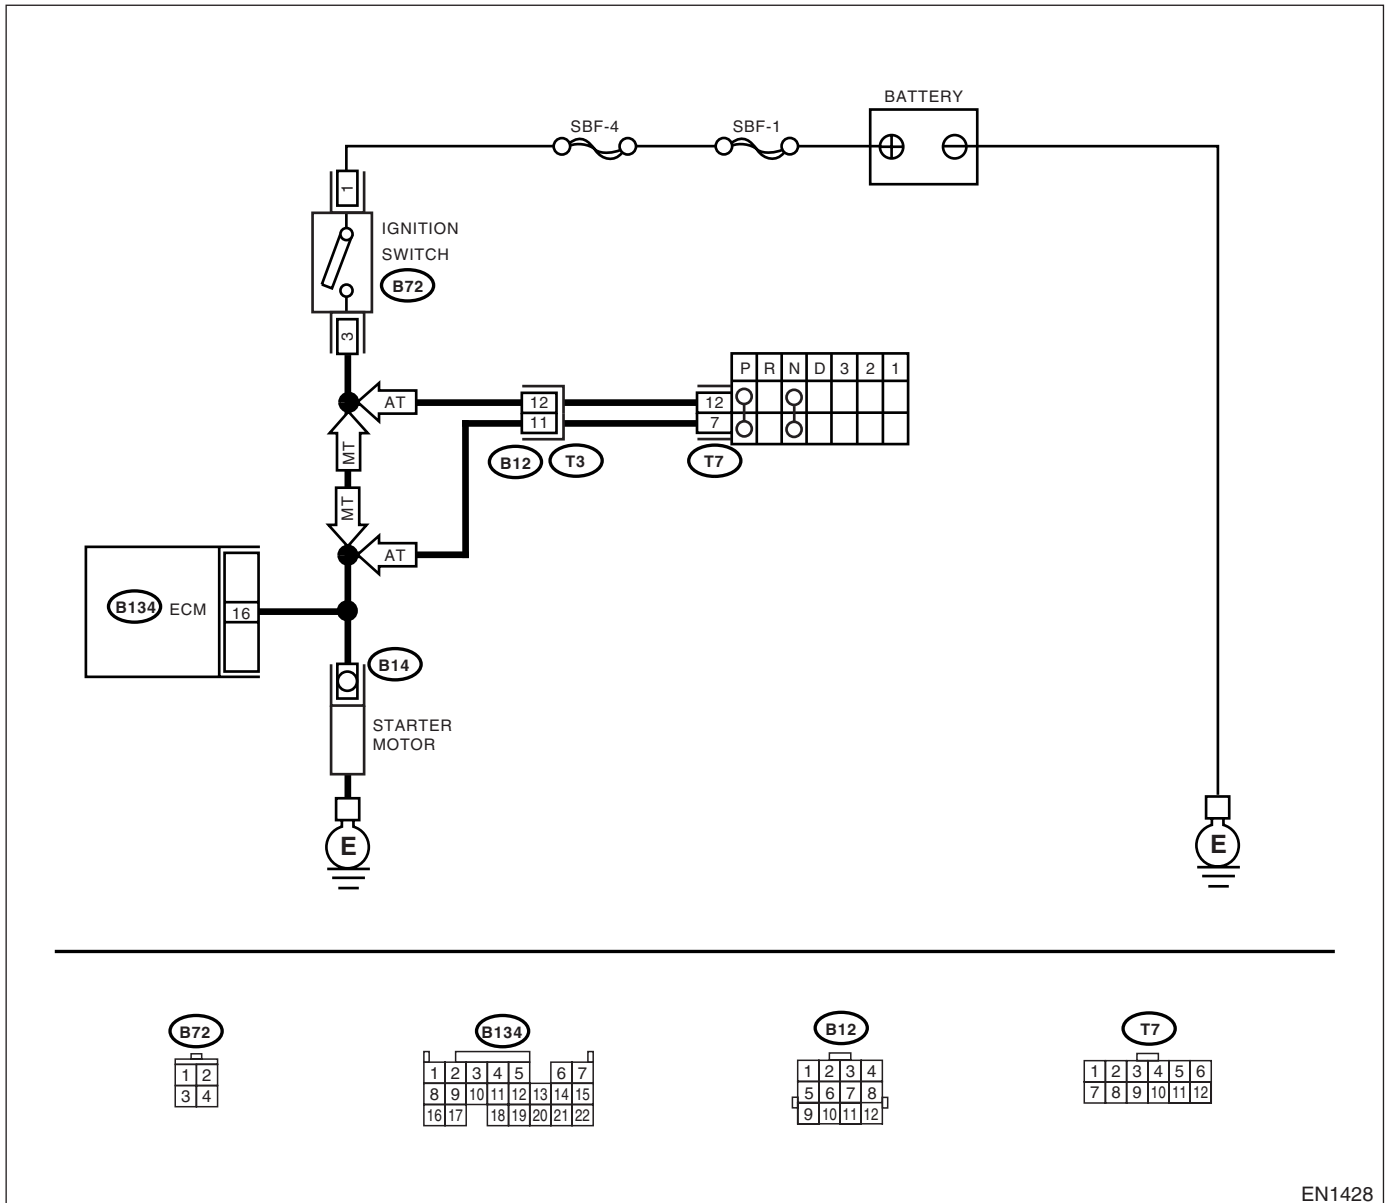 BATTERY
SBF-4
SBF-1
1
IGNITION
SWITCH
B72
3
P R N D 3 2 1
AT
12
12
11
7
MT
B12
T3
T7
MT
AT
B134
ECM
16
B14
STARTER
MOTOR
E
E
B72
B134
B12
T7
1 2
3 4
1 2 3 4 5 6 7
8 9 10 11 12 13 14 15
16 17 18 19 20 21 22
1 2 3 4
5 6 7 8
9 10 11 12
1 2 3 4 5 6
7 8 9 10 11 12
EN1428